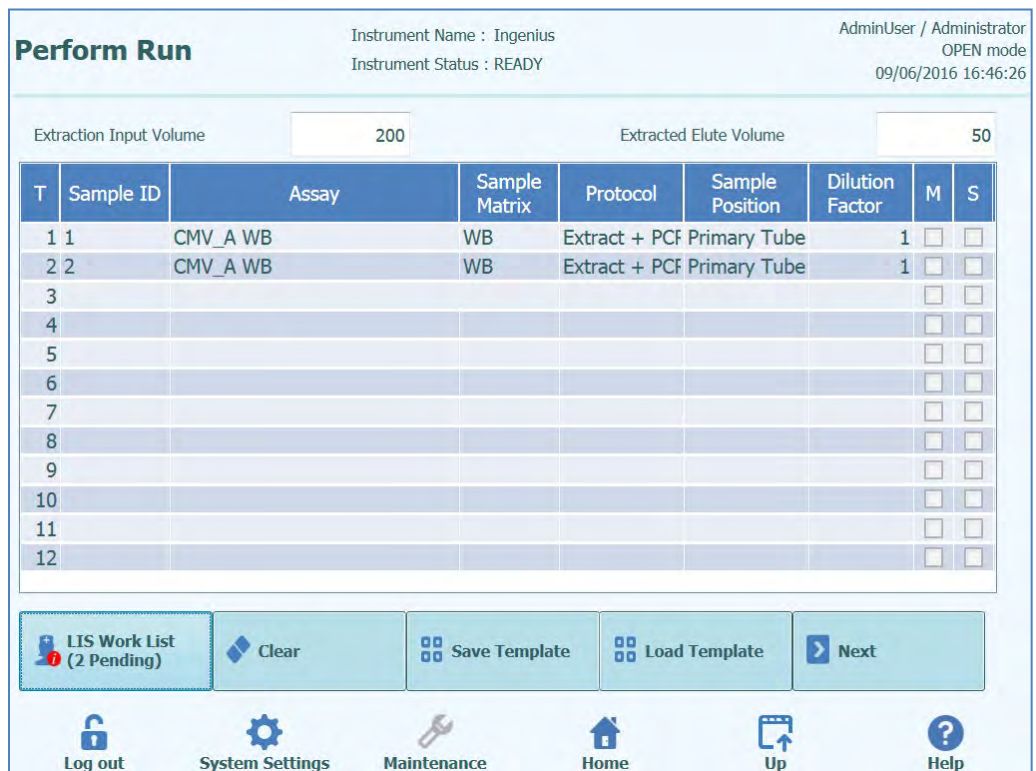 Perform Run
Instrument Name : Ingenius
Instrument Status : READY
AdminUser / Administrator
OPEN mode
09/06/2016 16:46:26
Extraction Input Volume 200 Extracted Elute Volume 50
T Sample ID Assay Sample Matrix Protocol Sample Position Dilution Factor M S
1 1 CMV_A WB WB Extract + PCF Primary Tube 1
2 2 CMV_A WB WB Extract + PCF Primary Tube 1
3
4
5
6
7
8
9
10
11
12
LIS Work List
(2 Pending)
Clear
Save Template
Load Template
Next
Log out System Settings Maintenance Home Up Help